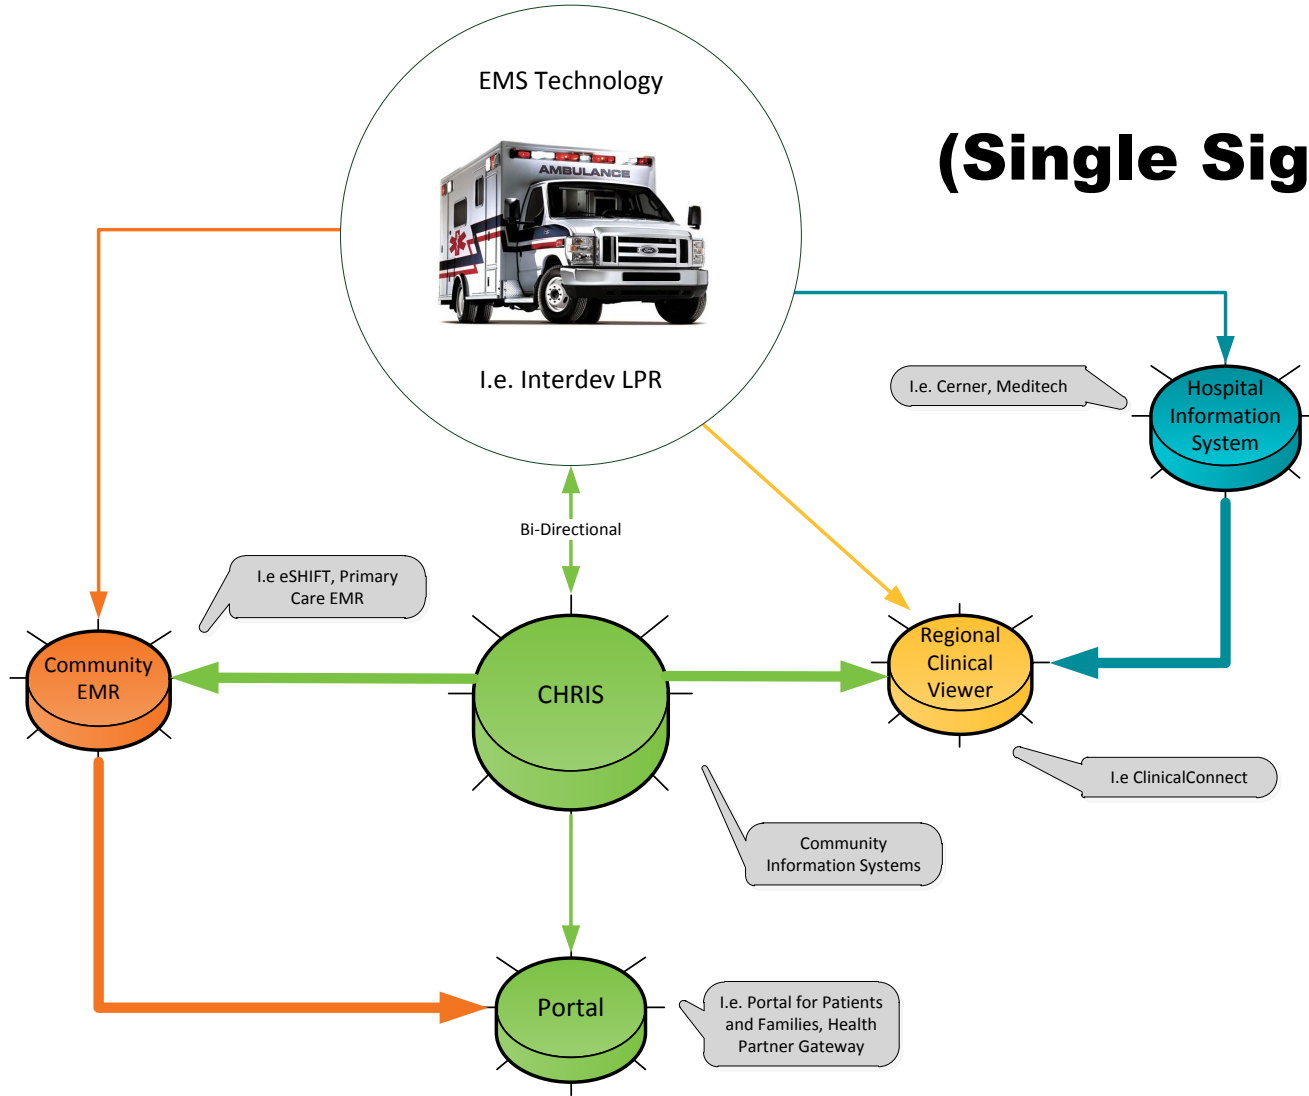 EMS Technology
(Single Sig
AMBULANCE
I.e. Interdev LPR
I.e. Cerner, Meditech
Hospital
Information
System
Bi-Directional
I.e eSHIFT, Primary
Care EMR
Community
EMR
CHRIS
Regional
Clinical
Viewer
I.e ClinicalConnect
Community
Information Systems
Portal
I.e. Portal for Patients
and Families, Health
Partner Gateway